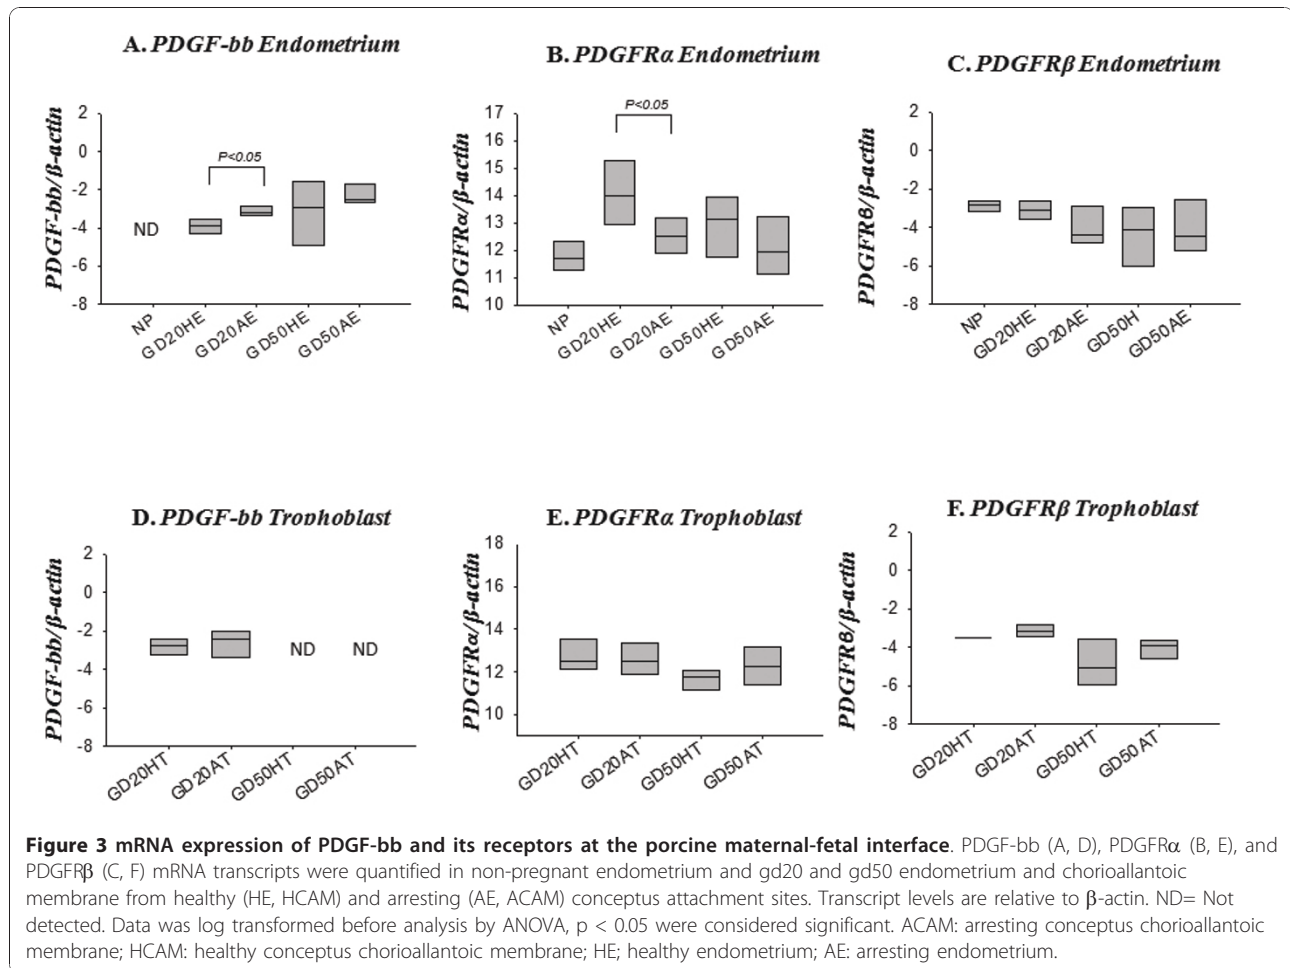 A. PDGF-bb Endometrium
PDGF-bb/β-actin
2
0
-2
-4
-6
-8
ND
P<0.05
NP
GD20HE
GD20AE
GD50HE
GD50AE
B. PDGFRα Endometrium
PDGFRα/β-actin
17
16
15
14
13
12
11
10
P<0.05
NP
GD20HE
GD20AE
GD50HE
GD50AE
C. PDGFRβ Endometrium
PDGFRϐ/β-actin
2
0
-2
-4
-6
-8
NP
GD20HE
GD20AE
GD50H
GD50AE
D. PDGF-bb Trophoblast
PDGF-bb/β-actin
2
0
-2
-4
-6
-8
ND
ND
GD20HT
GD20AT
GD50HT
GD50AT
E. PDGFRα Trophoblast
PDGFRα/β-actin
18
16
14
12
10
GD20HT
GD20AT
GD50HT
GD50AT
F. PDGFRβ Trophoblast
PDGFRϐ/β-actin
2
0
-2
-4
-6
-8
GD20HT
GD20AT
GD50HT
GD50AT
Figure 3 mRNA expression of PDGF-bb and its receptors at the porcine maternal-fetal interface. PDGF-bb (A, D), PDGFRα (B, E), and
PDGFRβ (C, F) mRNA transcripts were quantified in non-pregnant endometrium and gd20 and gd50 endometrium and chorioallantoic
membrane from healthy (HE, HCAM) and arresting (AE, ACAM) conceptus attachment sites. Transcript levels are relative to β-actin. ND= Not
detected. Data was log transformed before analysis by ANOVA, p < 0.05 were considered significant. ACAM: arresting conceptus chorioallantoic
membrane; HCAM: healthy conceptus chorioallantoic membrane; HE; healthy endometrium; AE: arresting endometrium.